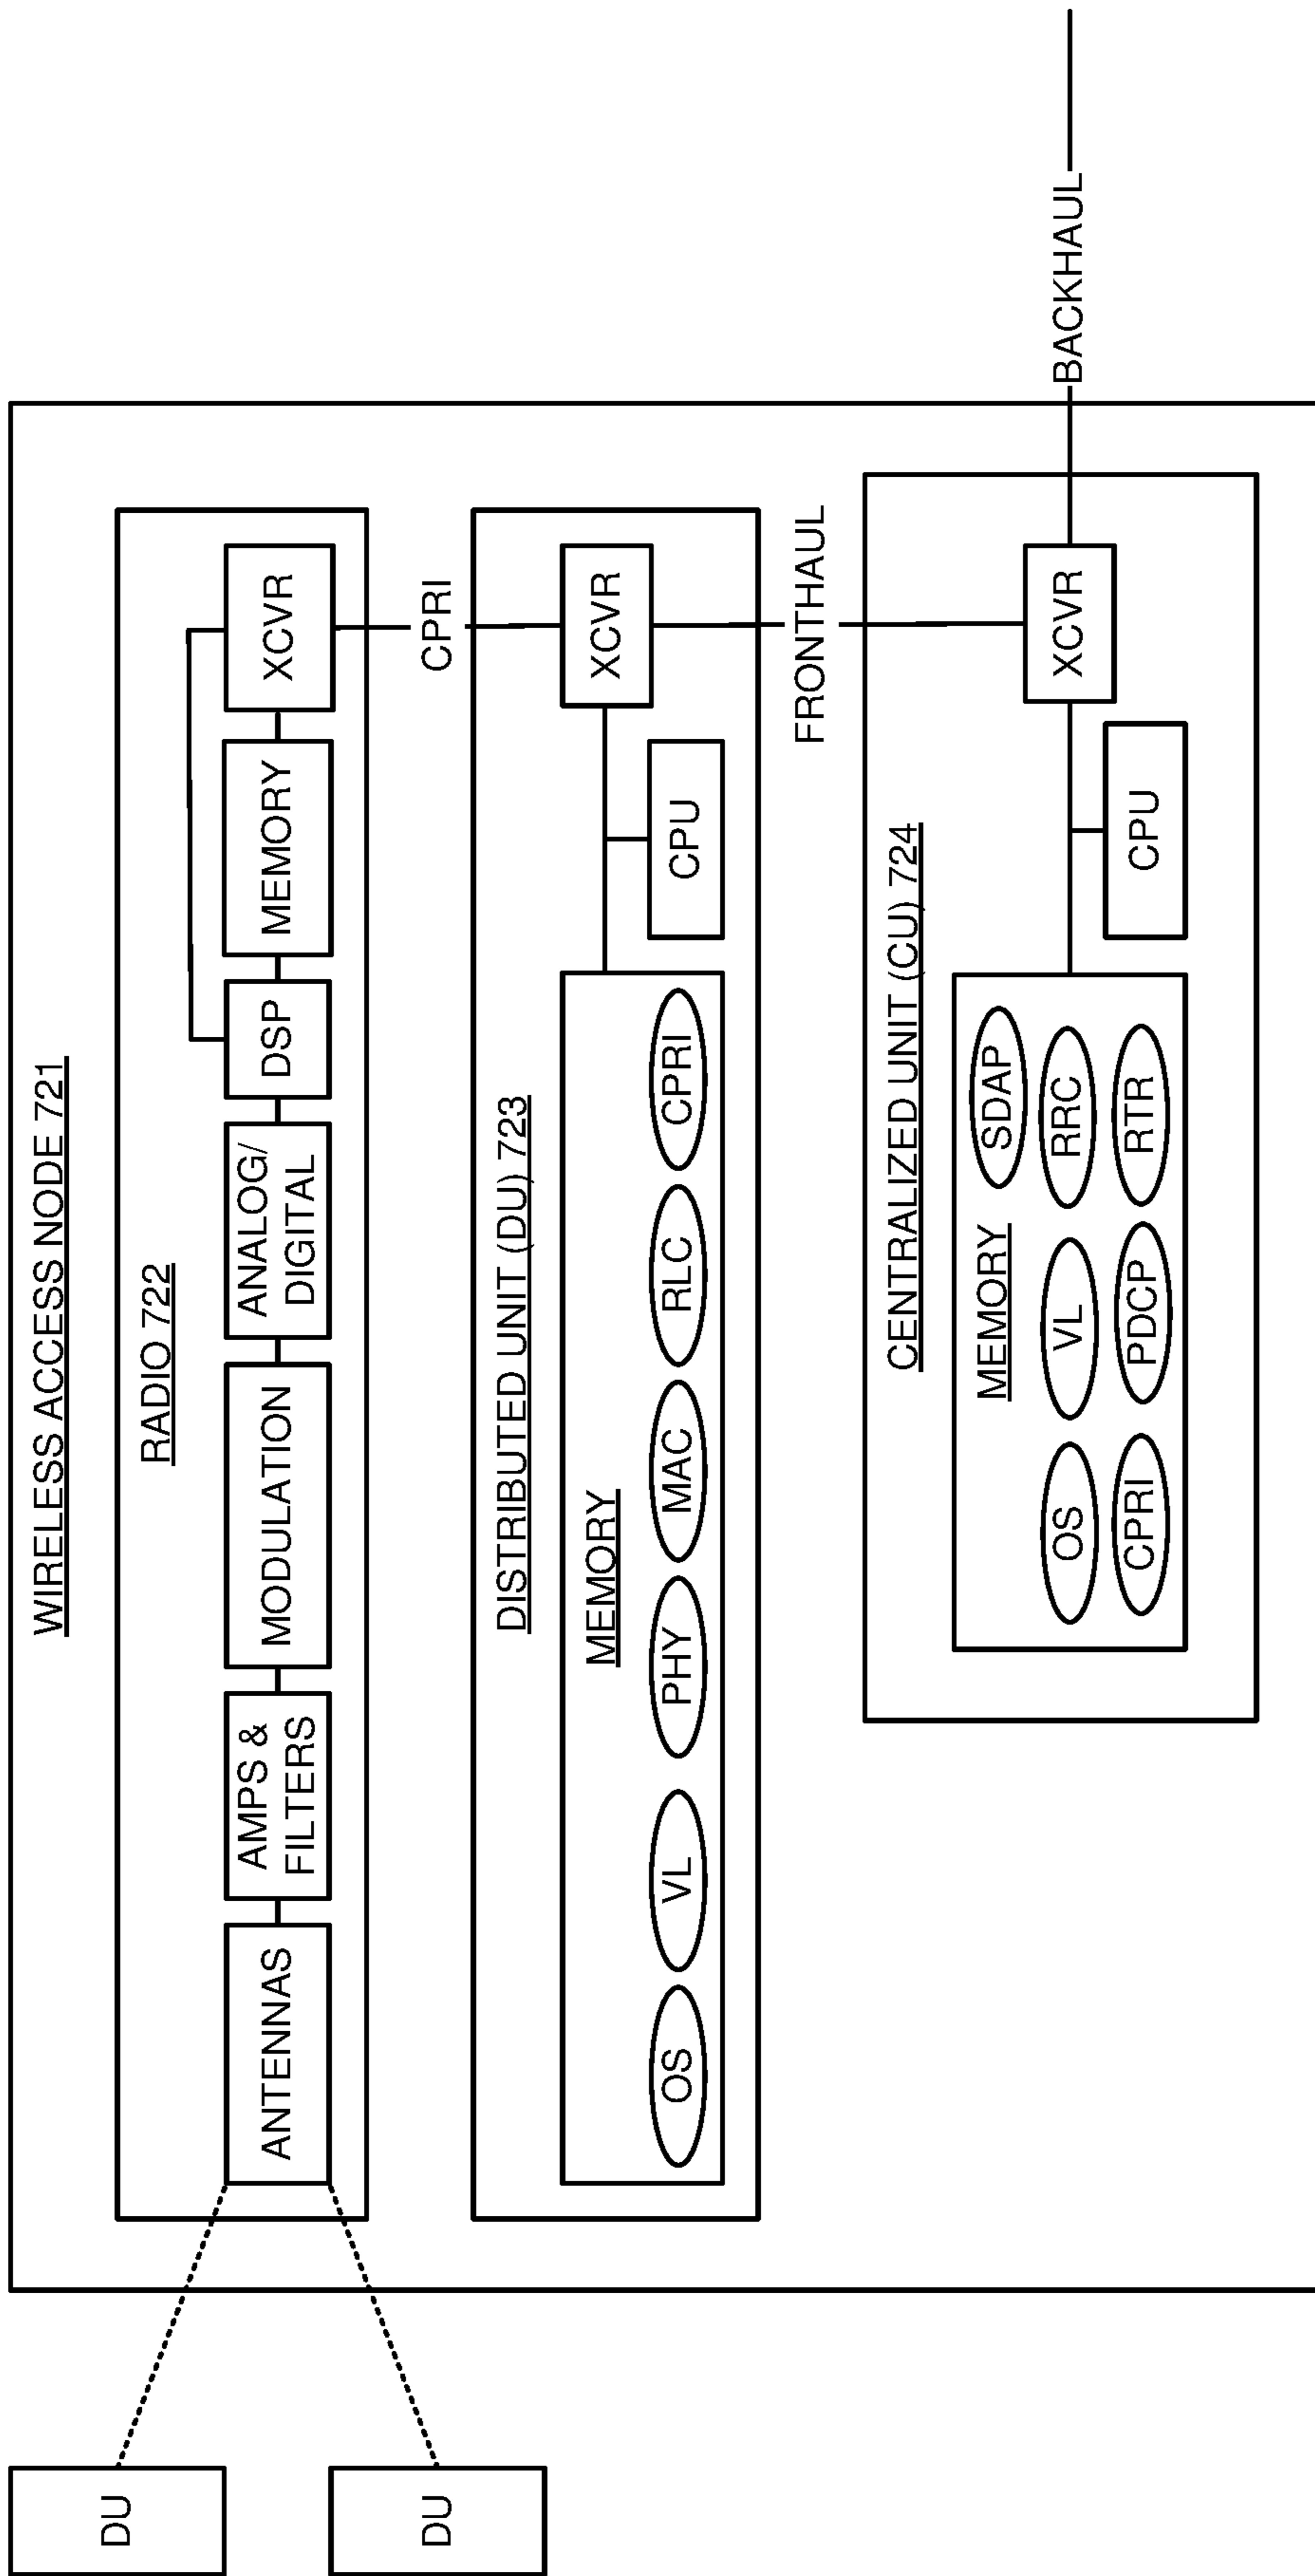 WIRELESS ACCESS NODE 721
RADIO 722
DU
DU
ANTENNAS
AMPS &
FILTERS
MODULATION
ANALOG/
DIGITAL
DSP
MEMORY
XCVR
CPRI
DISTRIBUTED UNIT (DU) 723
MEMORY
OS
VL
PHY
MAC
RLC
CPRI
CPU
XCVR
FRONTHAUL
CENTRALIZED UNIT (CU) 724
MEMORY
SDAP
OS
VL
RRC
CPRI
PDCP
RTR
CPU
XCVR
BACKHAUL